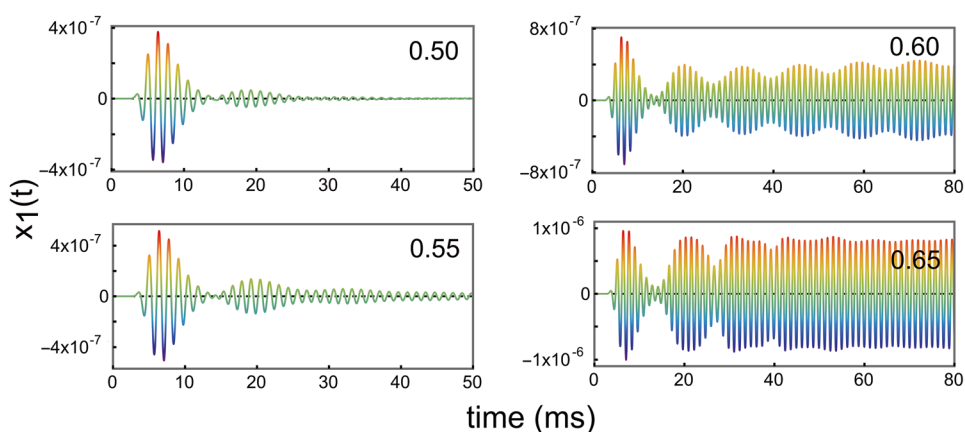 4x10⁻⁷
0
−4x10⁻⁷
0.50
0 10 20 30 40 50
8x10⁻⁷
0
−8x10⁻⁷
0.60
0 20 40 60 80
x₁(t)
4x10⁻⁷
0
−4x10⁻⁷
0.55
0 10 20 30 40 50
1x10⁻⁶
0
−1x10⁻⁶
0.65
0 20 40 60 80
time (ms)